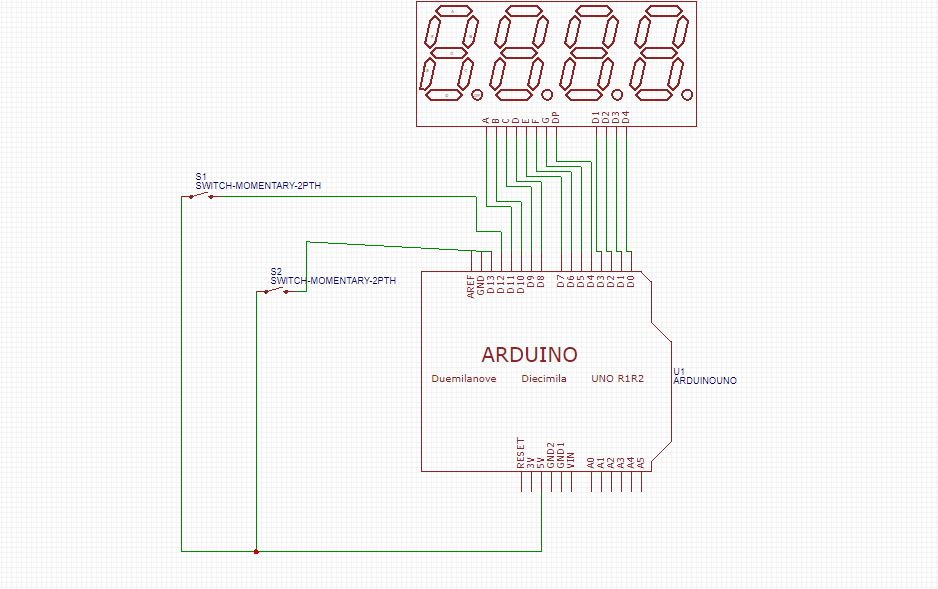 A B C D E F G DP D1 D2 D3 D4
S1
SWITCH-MOMENTARY-2PTH
S2
SWITCH-MOMENTARY-2PTH
AREF GND D13 D12 D11 D10 D9 D8 D7 D6 D5 D4 D3 D2 D1 D0
ARDUINO
Duemilanove Diecimila UNO R1R2
U1
ARDUINOUNO
RESET 3V 5V GND2 GND1 VIN A0 A1 A2 A3 A4 A5